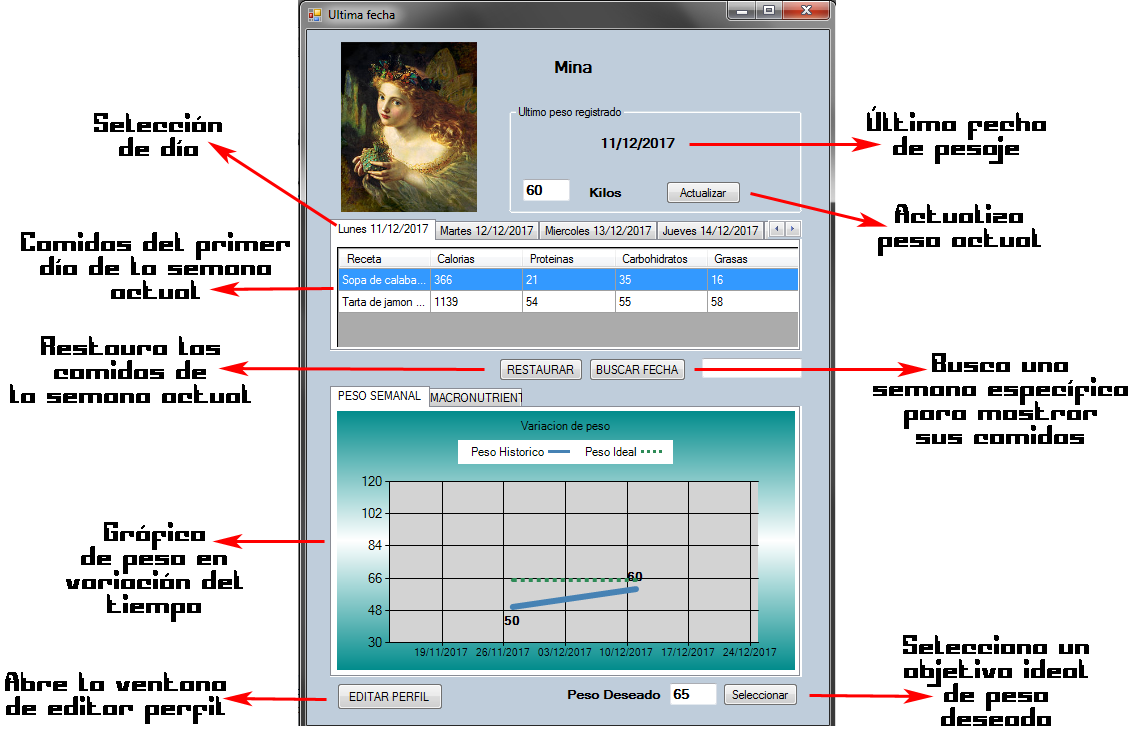 Ultima fecha
Mina
Ultimo peso registrado
11/12/2017
60 Kilos Actualizar
Selección
de día
Última fecha
de pesaje
Actualiza
peso actual
Lunes 11/12/2017 Martes 12/12/2017 Miercoles 13/12/2017 Jueves 14/12/2017
Receta Calorias Proteinas Carbohidratos Grasas
Sopa de calaba... 366 21 35 16
Tarta de jamon ... 1139 54 55 58
Comidas del primer
día de la semana
actual
RESTAURAR BUSCAR FECHA
Restaura las
comidas de
la semana actual
Busca una
semana específica
para mostrar
sus comidas
PESO SEMANAL MACRONUTRIENT
Variacion de peso
Peso Historico Peso Ideal
120
102
84
66
48
30
60
50
19/11/2017 26/11/2017 03/12/2017 10/12/2017 17/12/2017 24/12/2017
Gráfico
de peso en
variación del
tiempo
EDITAR PERFIL Peso Deseado 65 Seleccionar
Abre la ventana
de editar perfil
Selecciona un
objetivo ideal
de peso
deseado